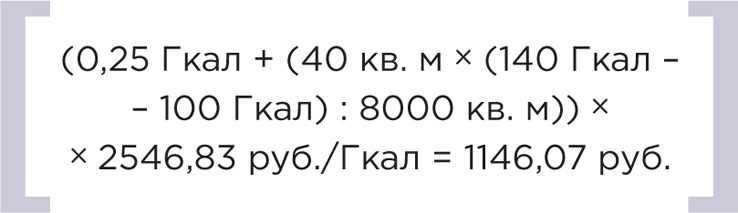 (0,25 Гкал + (40 кв. м × (140 Гкал –
– 100 Гкал) : 8000 кв. м)) ×
× 2546,83 руб./Гкал = 1146,07 руб.